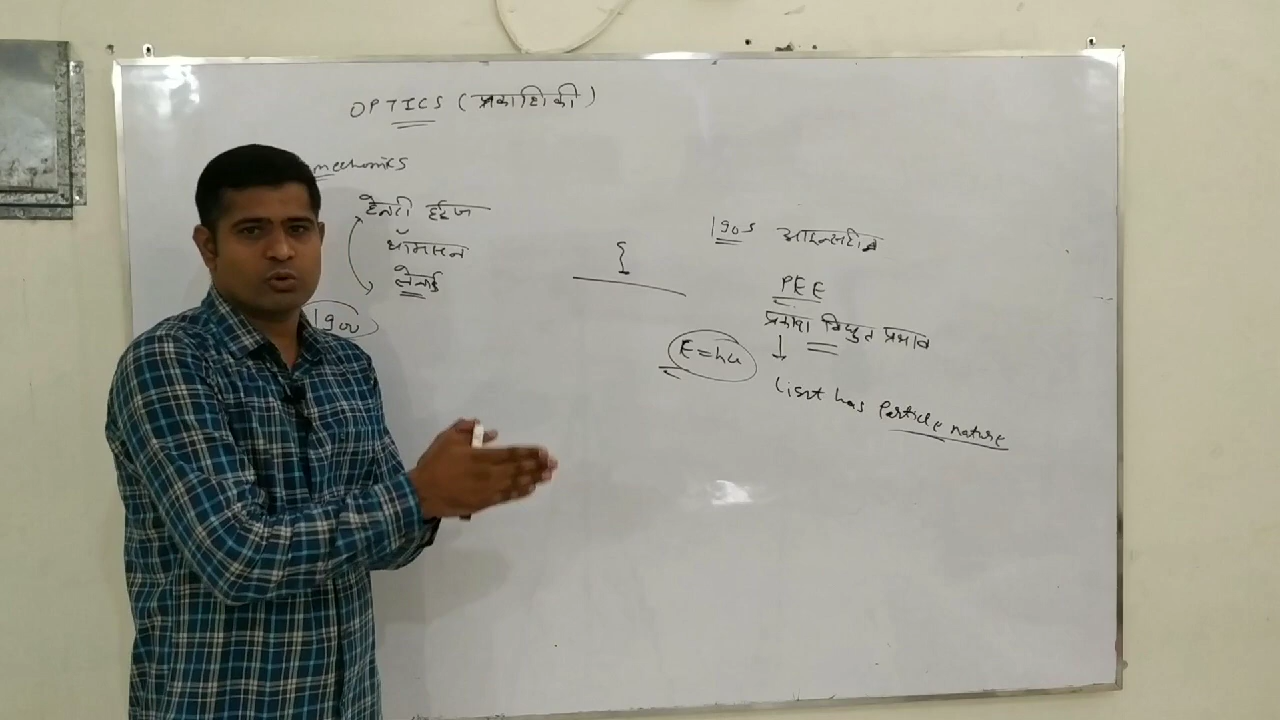 OPTICS (प्रकाशिकी)
mechanics
हेनरी हर्ट्ज
थॉमसन
लेनार्ड
1900
1905 आइन्सटीन
PEE
प्रकाश विद्युत प्रभाव
E=hν
Light has Particle nature